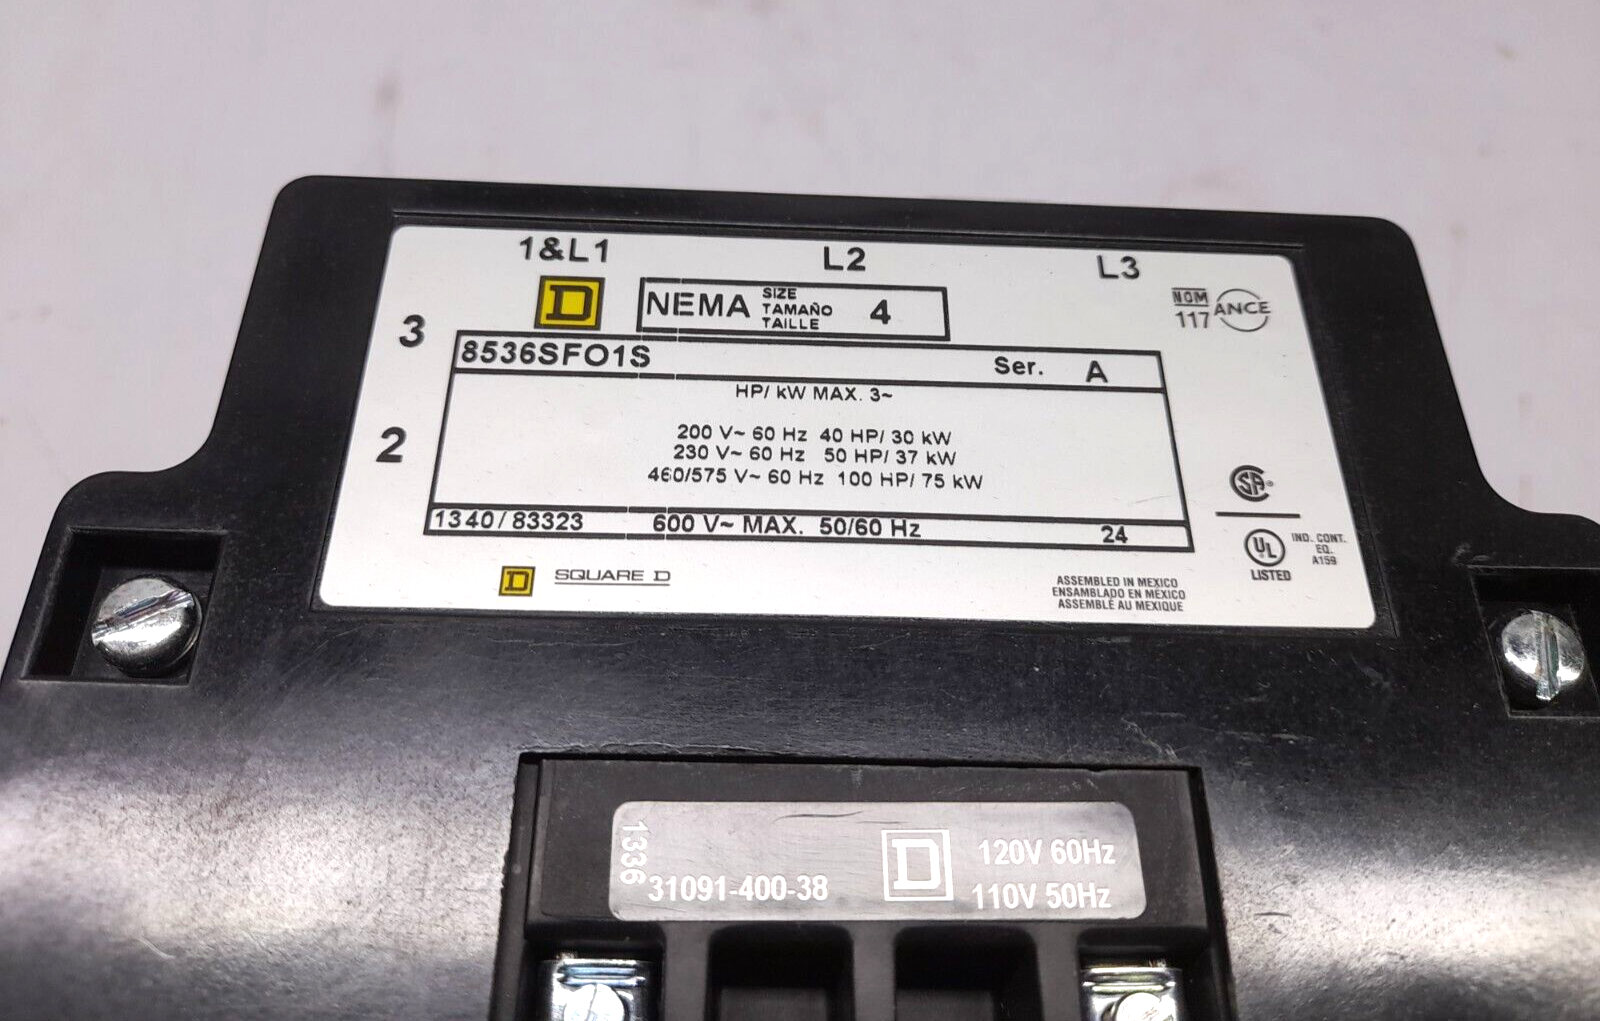 1&L1 L2 L3
D NEMA SIZE TAMAÑO TAILLE 4
NOM ANCE
117
3
8536SFO1S Ser. A
HP/ kW MAX. 3~
2
200 V~ 60 Hz 40 HP/ 30 kW
230 V~ 60 Hz 50 HP/ 37 kW
460/575 V~ 60 Hz 100 HP/ 75 kW
SA
1340/83323 600 V~ MAX. 50/60 Hz 24
UL
LISTED
IND. CONT.
EQ.
A159
D SQUARE D
ASSEMBLED IN MEXICO
ENSAMBLADO EN MÉXICO
ASSEMBLÉ AU MEXIQUE
1336
31091-400-38
D
120V 60Hz
110V 50Hz